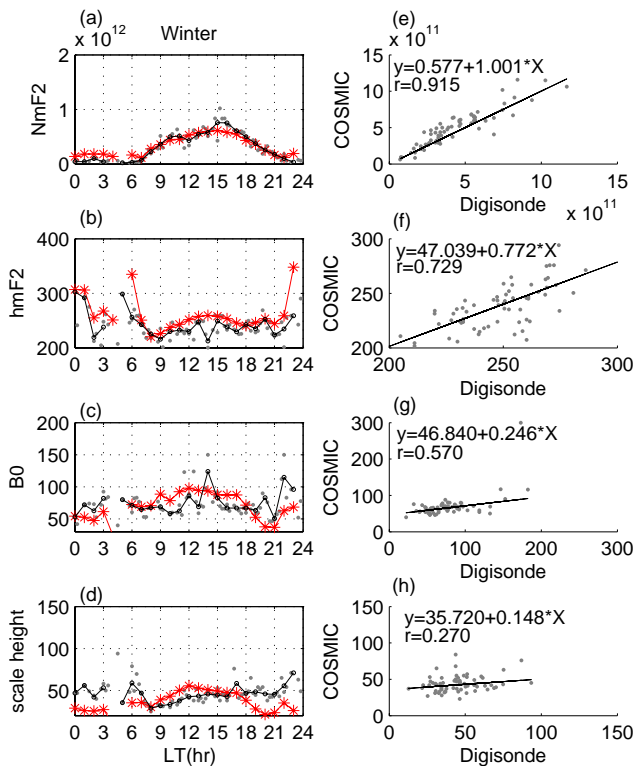 (a)
Winter
x 10^12
2
1
0
NmF2
0 3 6 9 12 15 18 21 24
(e)
x 10^11
15
10
5
0
COSMIC
y=0.577+1.001*X
r=0.915
0 5 10 15
Digisonde
x 10^11
(b)
400
300
200
hmF2
0 3 6 9 12 15 18 21 24
(f)
300
250
200
COSMIC
y=47.039+0.772*X
r=0.729
200 250 300
Digisonde
(c)
200
150
100
50
B0
0 3 6 9 12 15 18 21 24
(g)
300
200
100
0
COSMIC
y=46.840+0.246*X
r=0.570
0 100 200 300
Digisonde
(d)
150
100
50
scale height
0 3 6 9 12 15 18 21 24
LT(hr)
(h)
150
100
50
0
COSMIC
y=35.720+0.148*X
r=0.270
0 50 100 150
Digisonde